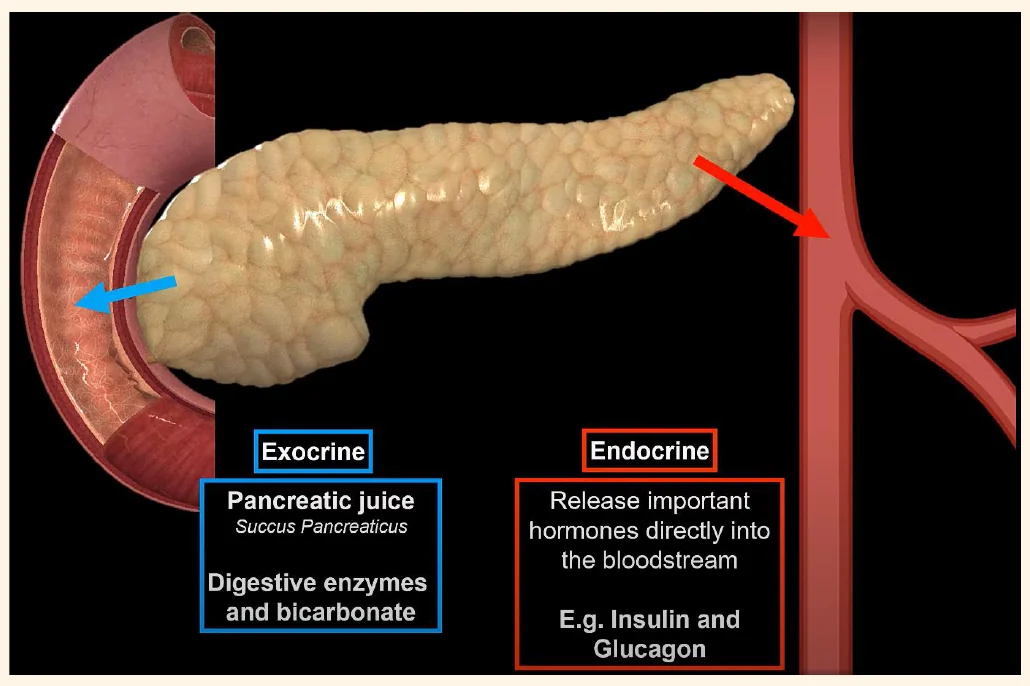 Exocrine
Pancreatic juice
Succus Pancreaticus
Digestive enzymes
and bicarbonate
Endocrine
Release important
hormones directly into
the bloodstream
E.g. Insulin and
Glucagon